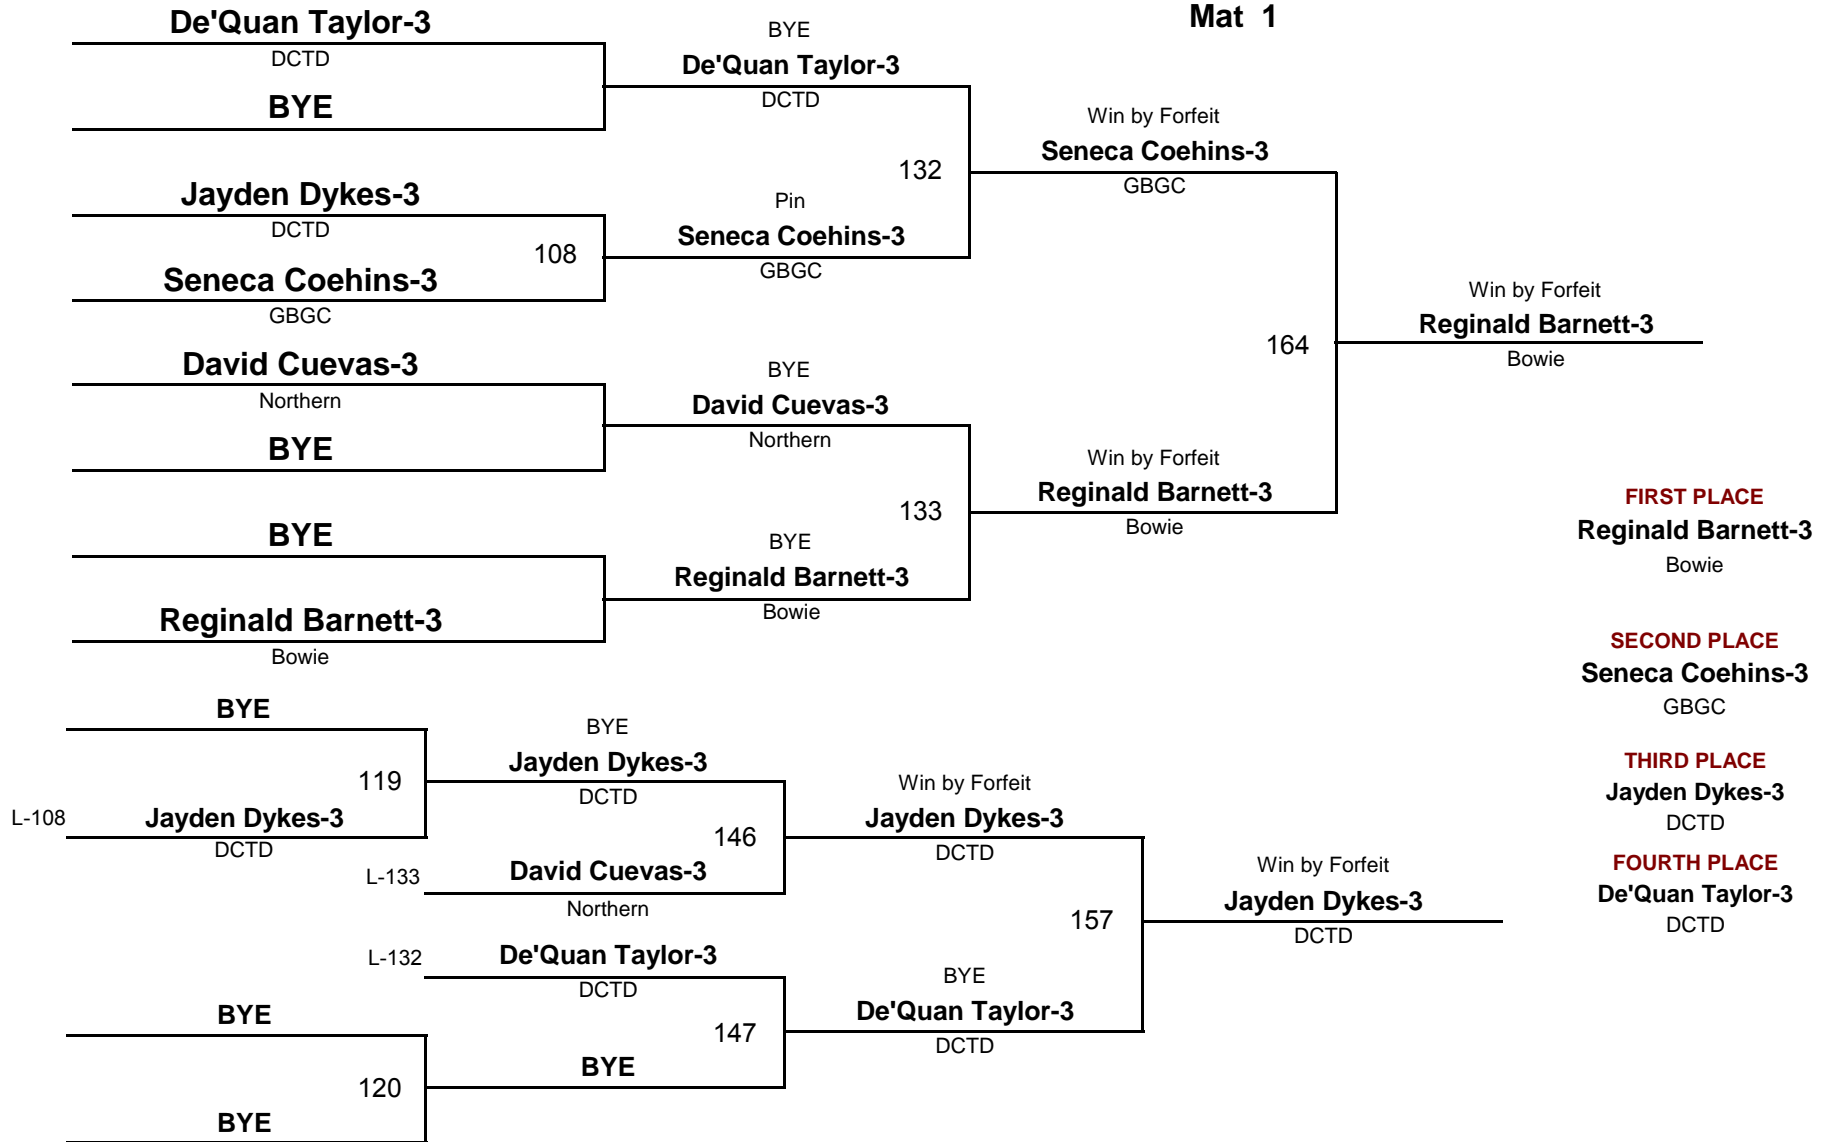 Mat 1
De'Quan Taylor-3
DCTD
BYE
Jayden Dykes-3
DCTD
108
Seneca Coehins-3
GBGC
David Cuevas-3
Northern
BYE
BYE
Reginald Barnett-3
Bowie
BYE
De'Quan Taylor-3
DCTD
132
Pin
Seneca Coehins-3
GBGC
BYE
David Cuevas-3
Northern
133
BYE
Reginald Barnett-3
Bowie
Win by Forfeit
Seneca Coehins-3
GBGC
164
Win by Forfeit
Reginald Barnett-3
Bowie
Win by Forfeit
Reginald Barnett-3
Bowie
FIRST PLACE
Reginald Barnett-3
Bowie
SECOND PLACE
Seneca Coehins-3
GBGC
THIRD PLACE
Jayden Dykes-3
DCTD
FOURTH PLACE
De'Quan Taylor-3
DCTD
BYE
119
L-108
Jayden Dykes-3
DCTD
BYE
Jayden Dykes-3
DCTD
146
L-133
David Cuevas-3
Northern
L-132
De'Quan Taylor-3
DCTD
147
BYE
BYE
120
BYE
Win by Forfeit
Jayden Dykes-3
DCTD
157
BYE
De'Quan Taylor-3
DCTD
Win by Forfeit
Jayden Dykes-3
DCTD